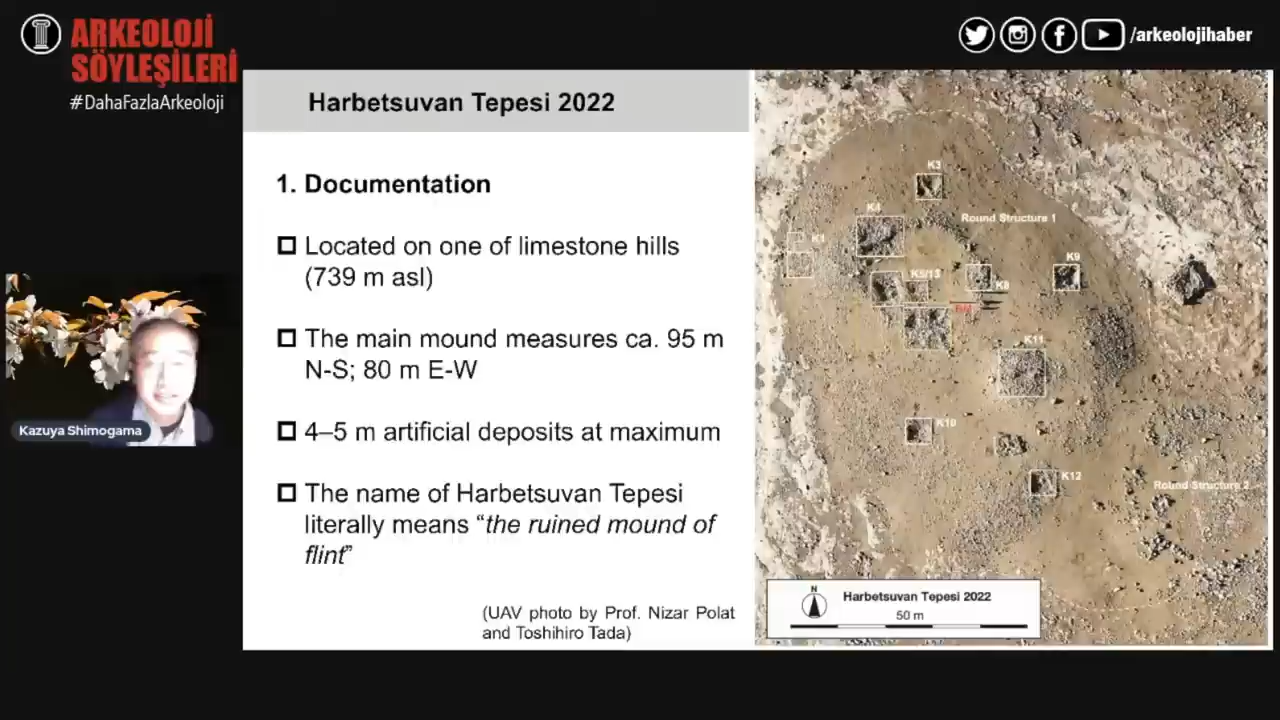 ARKEOLOJİ
SÖYLEŞİLERİ
#DahaFazlaArkeoloji
/arkeolojihaber
Harbetsuvan Tepesi 2022
1. Documentation
Located on one of limestone hills
(739 m asl)
The main mound measures ca. 95 m
N-S; 80 m E-W
4–5 m artificial deposits at maximum
The name of Harbetsuvan Tepesi
literally means “the ruined mound of
flint”
(UAV photo by Prof. Nizar Polat
and Toshihiro Tada)
Kazuya Shimogama
K3
K4
Round Structure 1
K1
K9
K5/13
K8
K11
K10
K12
Round Structure 2
N
Harbetsuvan Tepesi 2022
50 m